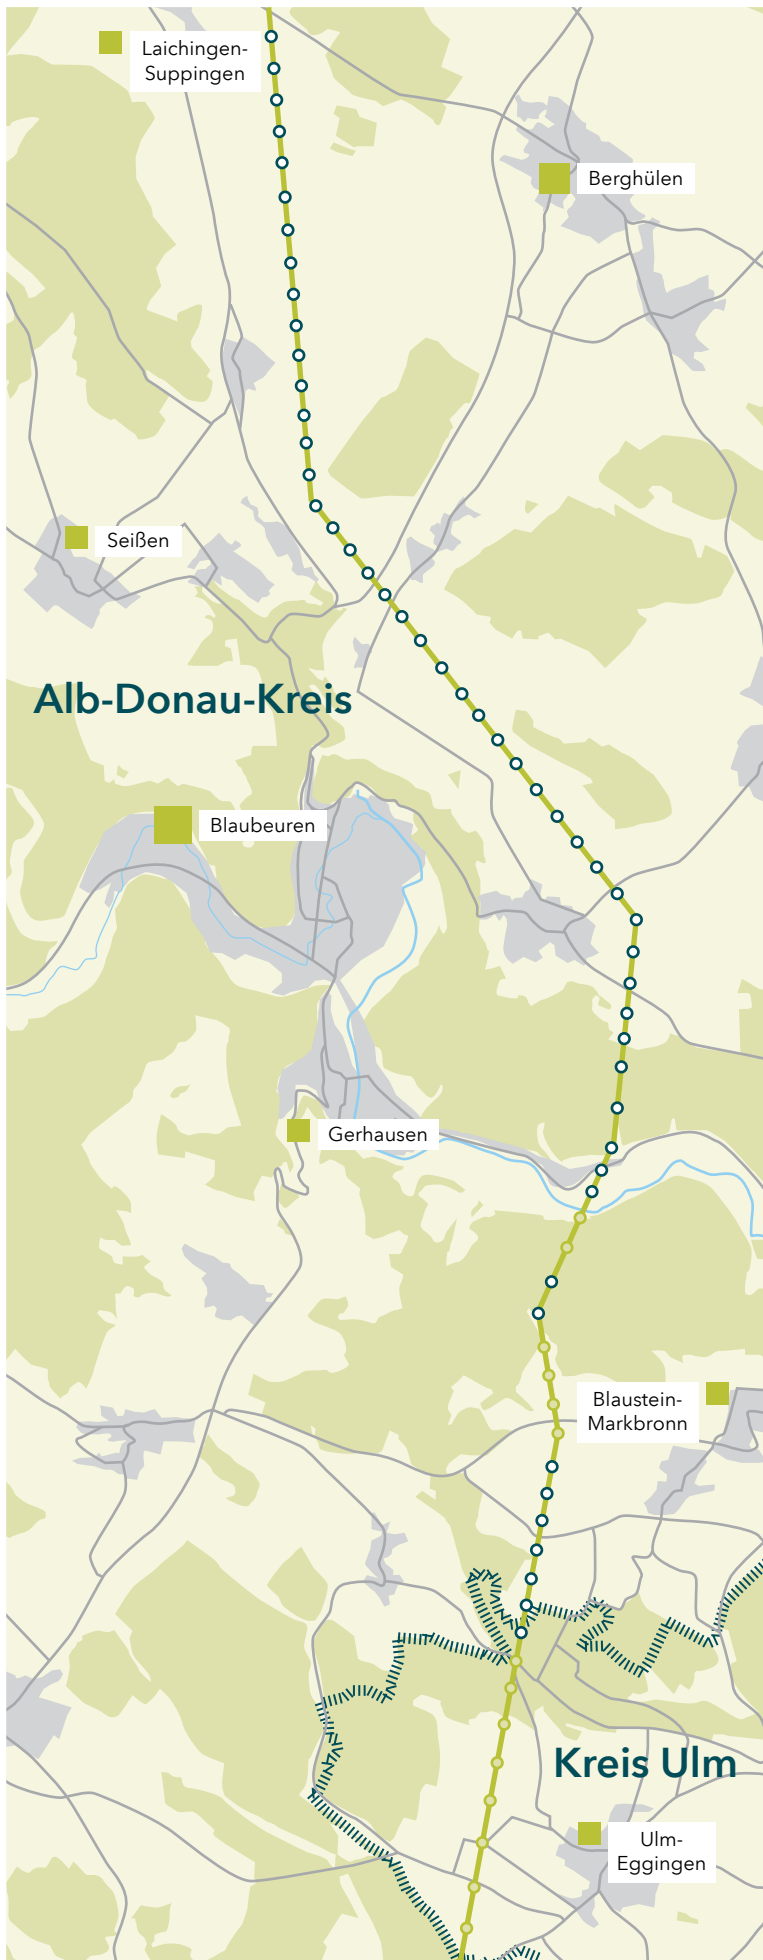 Laichingen-
Suppingen
Berghülen
Seißen
Alb-Donau-Kreis
Blaubeuren
Gerhausen
Blaustein-
Markbronn
Kreis Ulm
Ulm-
Eggingen